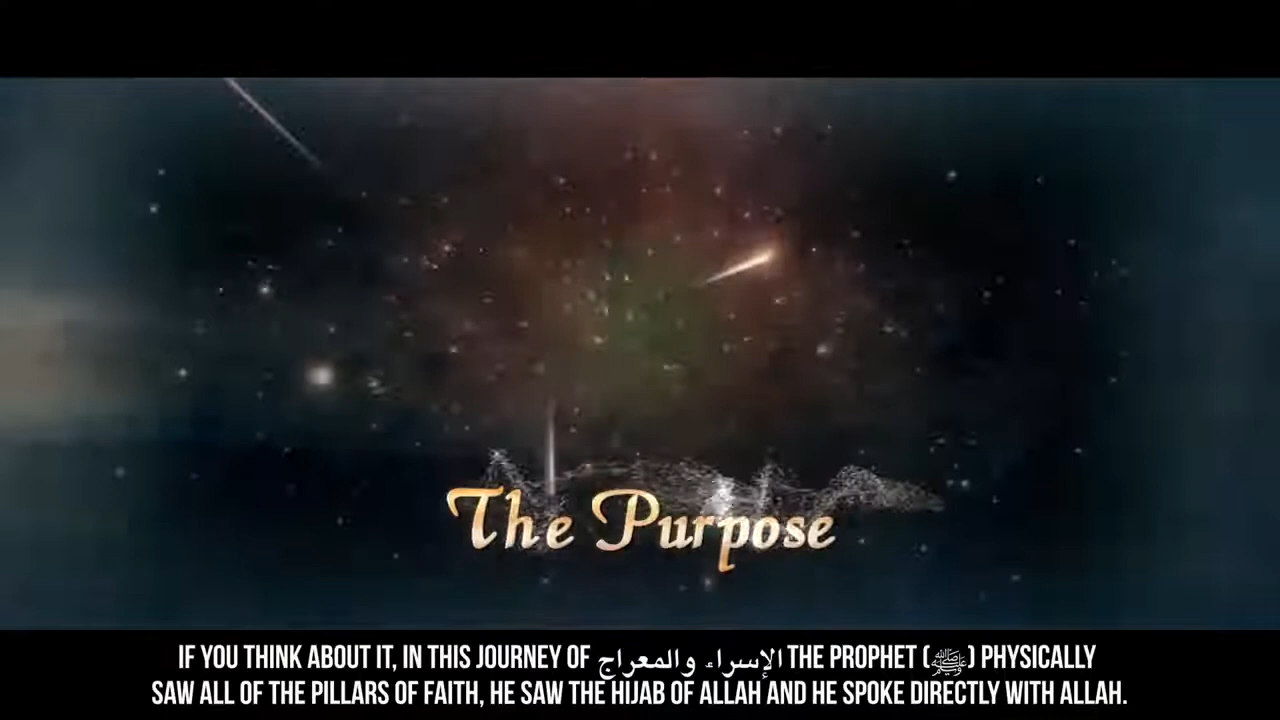 The Purpose
IF YOU THINK ABOUT IT, IN THIS JOURNEY OF الإسراء والمعراج THE PROPHET (ﷺ) PHYSICALLY
SAW ALL OF THE PILLARS OF FAITH, HE SAW THE HIJAB OF ALLAH AND HE SPOKE DIRECTLY WITH ALLAH.